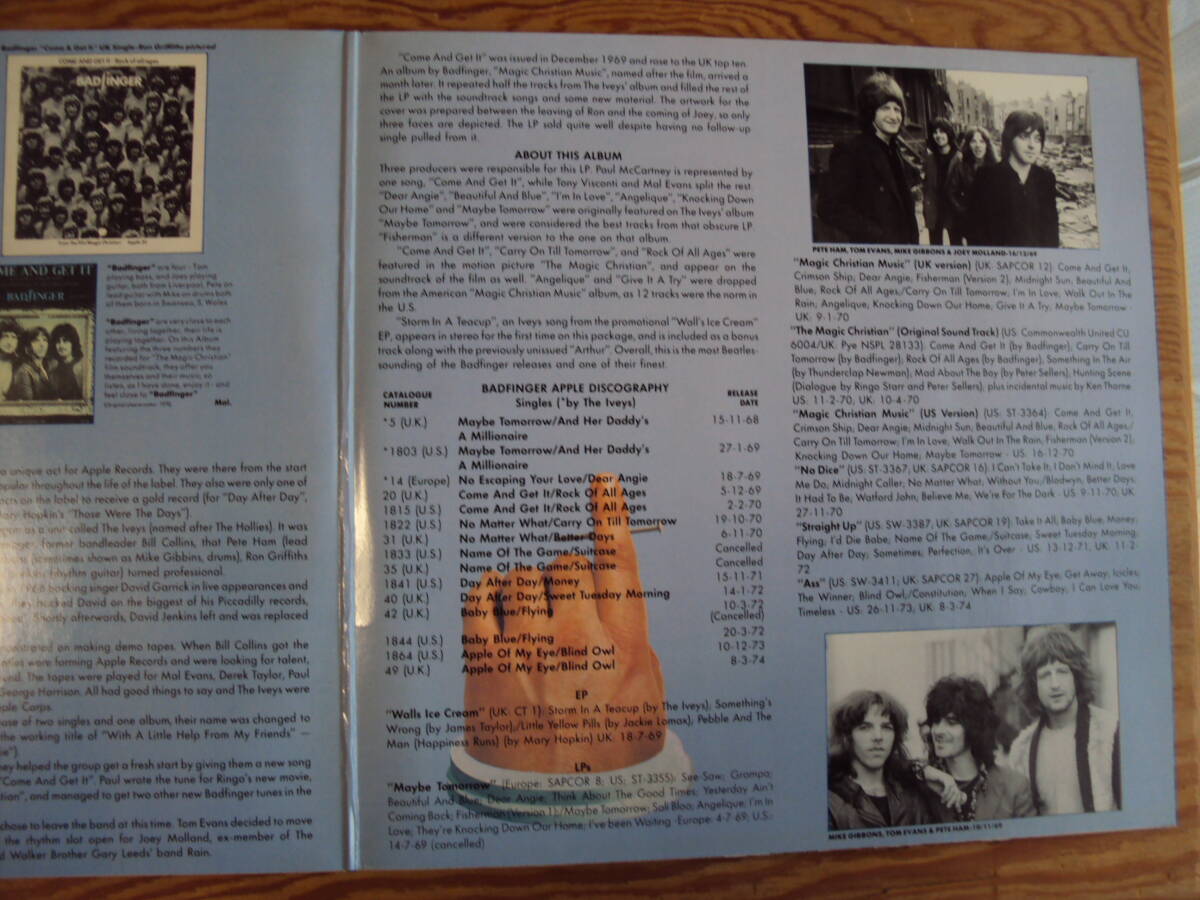 Badfinger. "Come & Get It" UK Single-Ron Griffiths pictured
COME AND GET IT Rock of all ages
BADFINGER
from the film Magic Christian Apple 20
ME AND GET IT
BADFINGER
"Badfinger" are four - Tom
playing bass, and Joey playing
guitar, both from Liverpool, Pete on
lead guitar with Mike on drums both
of them born in Swansea, S. Wales
"Badfinger" are very close to each
other, living together, their life is
playing together. On this Album
featuring the three numbers they
recorded for "The Magic Christian"
film soundtrack, they offer you
themselves and their music, so
listen, as I have done, enjoy it - and
feel close to "Badfinger"
Mal.
a unique act for Apple Records. They were there from the start
opular throughout the life of the label. They also were only one of
acts on the label to receive a gold record (for "Day After Day",
Mary Hopkin's "Those Were The Days").
as a unit called The Iveys (named after The Hollies). It was
former bandleader Bill Collins, that Pete Ham (lead
(sometimes shown as Mike Gibbins, drums), Ron Griffiths
rhythm guitar) turned professional.
backing singer David Garrick in live appearances and
They backed David on the biggest of his Piccadilly records,
Shortly afterwards, David Jenkins left and was replaced
on making demo tapes. When Bill Collins got the
were forming Apple Records and were looking for talent,
The tapes were played for Mal Evans, Derek Taylor, Paul
George Harrison. All had good things to say and The Iveys were
Corps.
ase of two singles and one album, their name was changed to
the working title of "With A Little Help From My Friends" —
hey helped the group get a fresh start by giving them a new song
"Come And Get It". Paul wrote the tune for Ringo's new movie,
and managed to get two other new Badfinger tunes in the
chose to leave the band at this time. Tom Evans decided to move
the rhythm slot open for Joey Molland, ex-member of The
d Walker Brother Gary Leeds' band Rain.
"Come And Get It" was issued in December 1969 and rose to the UK top ten.
An album by Badfinger, "Magic Christian Music", named after the film, arrived a
month later. It repeated half the tracks from The Iveys' album and filled the rest of
the LP with the soundtrack songs and some new material. The artwork for the
cover was prepared between the leaving of Ron and the coming of Joey, so only
three faces are depicted. The LP sold quite well despite having no follow-up
single pulled from it.
ABOUT THIS ALBUM
Three producers were responsible for this LP. Paul McCartney is represented by
one song, "Come And Get It", while Tony Visconti and Mal Evans split the rest.
"Dear Angie", "Beautiful And Blue", "I'm In Love", "Angelique", "Knocking Down
Our Home" and "Maybe Tomorrow" were originally featured on The Iveys' album
"Maybe Tomorrow", and were considered the best tracks from that obscure LP.
"Fisherman" is a different version to the one on that album.
"Come And Get It", "Carry On Till Tomorrow", and "Rock Of All Ages" were
featured in the motion picture "The Magic Christian", and appear on the
soundtrack of the film as well. "Angelique" and "Give It A Try" were dropped
from the American "Magic Christian Music" album, as 12 tracks were the norm in
the U.S.
"Storm In A Teacup", an Iveys song from the promotional "Wall's Ice Cream"
EP, appears in stereo for the first time on this package, and is included as a bonus
track along with the previously unissued "Arthur". Overall, this is the most Beatles-
sounding of the Badfinger releases and one of their finest.
BADFINGER APPLE DISCOGRAPHY
CATALOGUE NUMBER Singles (*by The Iveys) RELEASE DATE
*5 (U.K.) Maybe Tomorrow/And Her Daddy's 15-11-68
A Millionaire
*1803 (U.S.) Maybe Tomorrow/And Her Daddy's 27-1-69
A Millionaire
*14 (Europe) No Escaping Your Love/Dear Angie 18-7-69
20 (U.K.) Come And Get It/Rock Of All Ages 5-12-69
1815 (U.S.) Come And Get It/Rock Of All Ages 2-2-70
1822 (U.S.) No Matter What/Carry On Till Tomorrow 19-10-70
31 (U.K.) No Matter What/Better Days 6-11-70
1833 (U.S.) Name Of The Game/Suitcase Cancelled
35 (U.K.) Name Of The Game/Suitcase Cancelled
1841 (U.S.) Day After Day/Money 15-11-71
40 (U.K.) Day After Day/Sweet Tuesday Morning 14-1-72
42 (U.K.) Baby Blue/Flying 10-3-72
(Cancelled)
1844 (U.S.) Baby Blue/Flying 20-3-72
1864 (U.S.) Apple Of My Eye/Blind Owl 10-12-73
49 (U.K.) Apple Of My Eye/Blind Owl 8-3-74
EP
"Walls Ice Cream" (UK: CT 1): Storm In A Teacup (by The Iveys), Something's
Wrong (by James Taylor),/Little Yellow Pills (by Jackie Lomax), Pebble And The
Man (Happiness Runs) (by Mary Hopkin) UK: 18-7-69
LPs
"Maybe Tomorrow" (Europe: SAPCOR 8; US: ST-3355): See-Saw; Grampa;
Beautiful And Blue; Dear Angie; Think About The Good Times; Yesterday Ain't
Coming Back; Fisherman (Version 1);/Maybe Tomorrow; Sali Bloo; Angelique; I'm In
Love; They're Knocking Down Our Home; I've been Waiting -Europe: 4-7-69; U.S.:
14-7-69 (cancelled)
PETE HAM, TOM EVANS, MIKE GIBBONS & JOEY MOLLAND-16/12/69
"Magic Christian Music" (UK version) (UK: SAPCOR 12): Come And Get It,
Crimson Ship, Dear Angie, Fisherman (Version 2), Midnight Sun, Beautiful And
Blue, Rock Of All Ages;/Carry On Till Tomorrow, I'm In Love, Walk Out In The
Rain; Angelique, Knocking Down Our Home, Give It A Try, Maybe Tomorrow -
UK: 9-1-70
"The Magic Christian" (Original Sound Track) (US: Commonwealth United CU
6004/UK: Pye NSPL 28133): Come And Get It (by Badfinger), Carry On Till
Tomorrow (by Badfinger), Rock Of All Ages (by Badfinger), Something In The Air
(by Thunderclap Newman), Mad About The Boy (by Peter Sellers), Hunting Scene
(Dialogue by Ringo Starr and Peter Sellers), plus incidental music by Ken Thorne
US: 11-2-70, UK: 10-4-70
"Magic Christian Music" (US Version) (US: ST-3364): Come And Get It,
Crimson Ship, Dear Angie; Midnight Sun; Beautiful And Blue, Rock Of All Ages;/
Carry On Till Tomorrow; I'm In Love, Walk Out In The Rain, Fisherman (Version 2),
Knocking Down Our Home, Maybe Tomorrow - US: 16-12-70
"No Dice" (US: ST-3367; UK: SAPCOR 16): I Can't Take It, I Don't Mind It, Love
Me Do, Midnight Caller, No Matter What, Without You;/Blodwyn, Better Days;
It Had To Be, Watford John, Believe Me, We're For The Dark - US: 9-11-70, UK:
27-11-70
"Straight Up" (US: SW-3387, UK: SAPCOR 19): Take It All, Baby Blue, Money;
Flying; I'd Die Babe, Name Of The Game;/Suitcase, Sweet Tuesday Morning;
Day After Day; Sometimes, Perfection, It's Over - US: 13-12-71, UK: 11-2-
72
"Ass" (US: SW-3411; UK: SAPCOR 27): Apple Of My Eye; Get Away, Icicles;
The Winner; Blind Owl,/Constitution; When I Say; Cowboy, I Can Love You;
Timeless - US: 26-11-73, UK: 8-3-74
MIKE GIBBONS, TOM EVANS & PETE HAM-10/11/69